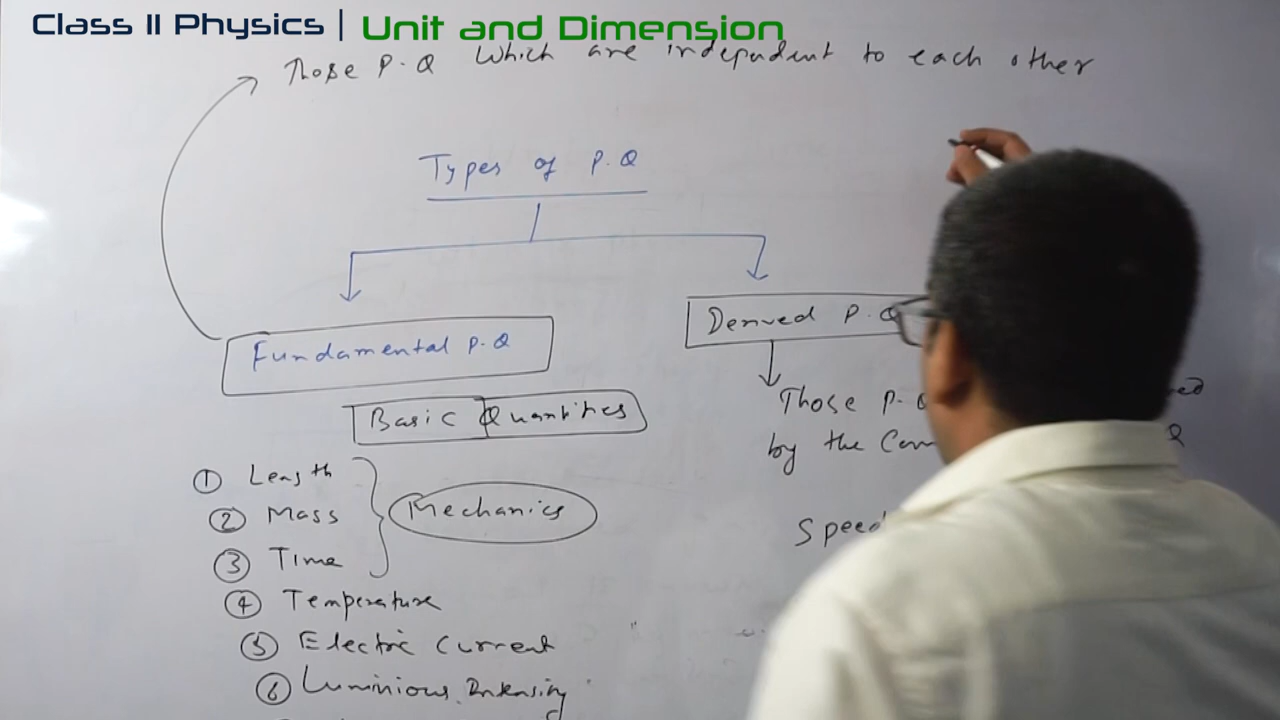 Class 11 Physics | Unit and Dimension
Those P.Q Which are independent to each other
Types of P.Q
Fundamental P.Q
Derived P.Q
Basic Quantities
Those P.Q
by the
① Length
② Mass
③ Time
Mechanics
Speed
④ Temperature
⑤ Electric Current
⑥ Luminious Intensity